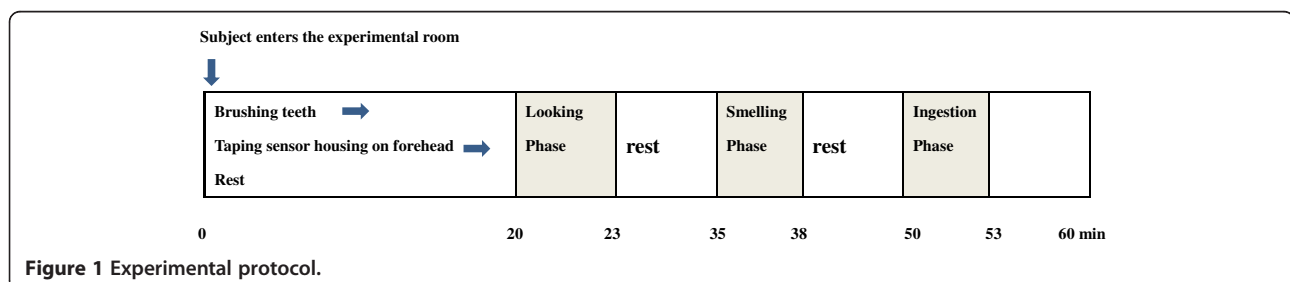 Subject enters the experimental room
Brushing teeth
Taping sensor housing on forehead
Rest
Looking
Phase
rest
Smelling
Phase
rest
Ingestion
Phase
0 20 23 35 38 50 53 60 min
Figure 1 Experimental protocol.